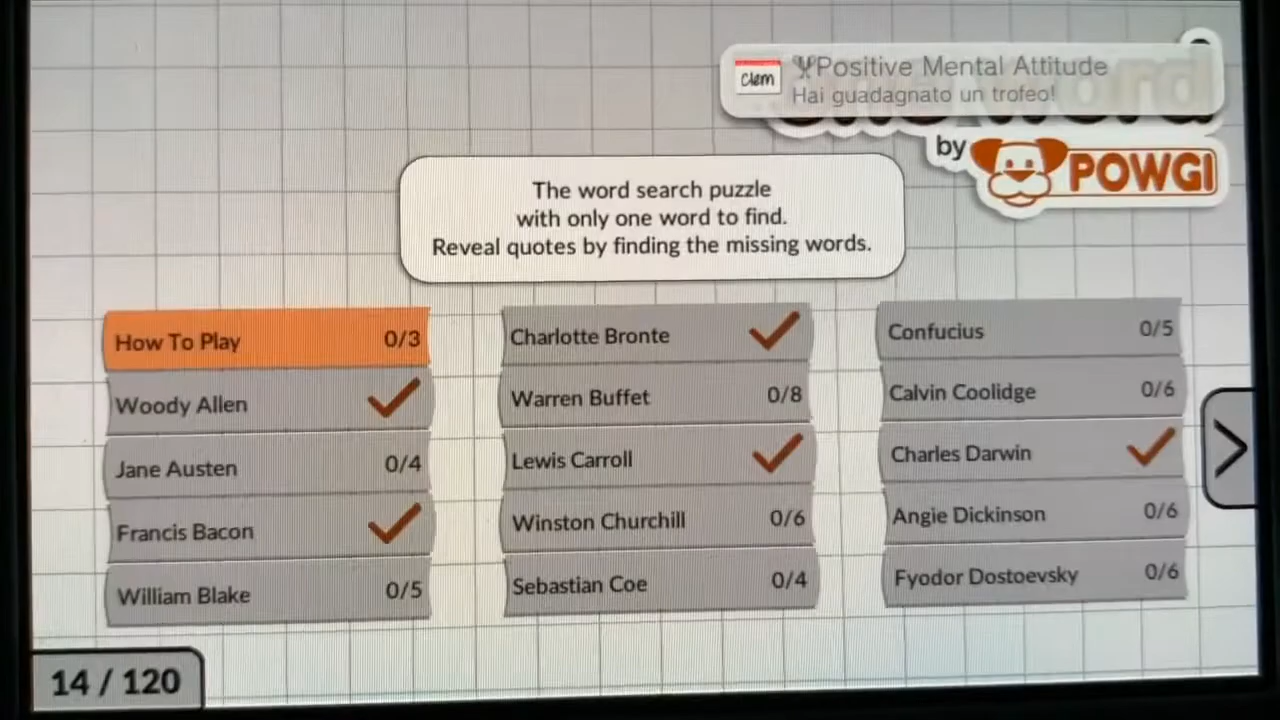 Clem
Positive Mental Attitude
Hai guadagnato un trofeo!
by
POWGI
The word search puzzle
with only one word to find.
Reveal quotes by finding the missing words.
How To Play 0/3
Woody Allen
Jane Austen 0/4
Francis Bacon
William Blake 0/5
Charlotte Bronte
Warren Buffet 0/8
Lewis Carroll
Winston Churchill 0/6
Sebastian Coe 0/4
Confucius 0/5
Calvin Coolidge 0/6
Charles Darwin
Angie Dickinson 0/6
Fyodor Dostoevsky 0/6
14 / 120